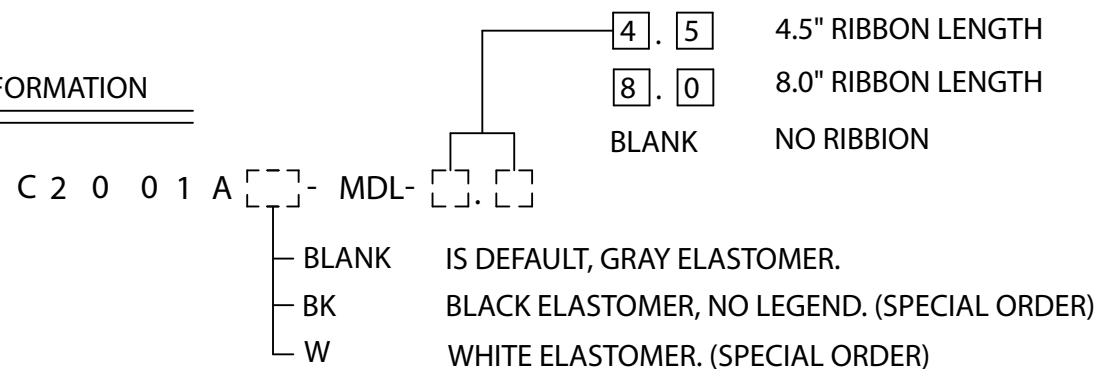 4 . 5 4.5" RIBBON LENGTH
FORMATION
8 . 0 8.0" RIBBON LENGTH
BLANK NO RIBBION
C 2 0 0 1 A - MDL- .
BLANK IS DEFAULT, GRAY ELASTOMER.
BK BLACK ELASTOMER, NO LEGEND. (SPECIAL ORDER)
W WHITE ELASTOMER. (SPECIAL ORDER)